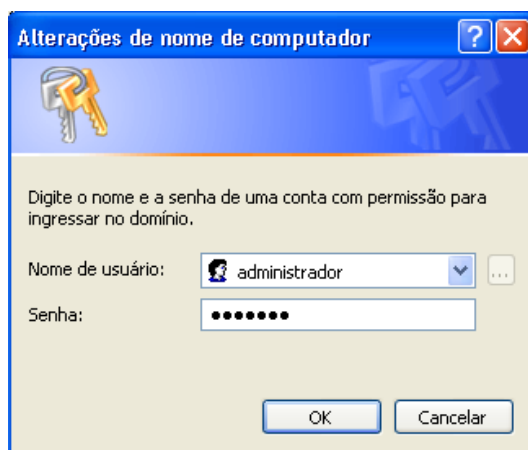 Alterações de nome de computador
Digite o nome e a senha de uma conta com permissão para
ingressar no domínio.
Nome de usuário: administrador ...
Senha: •••••••
OK Cancelar